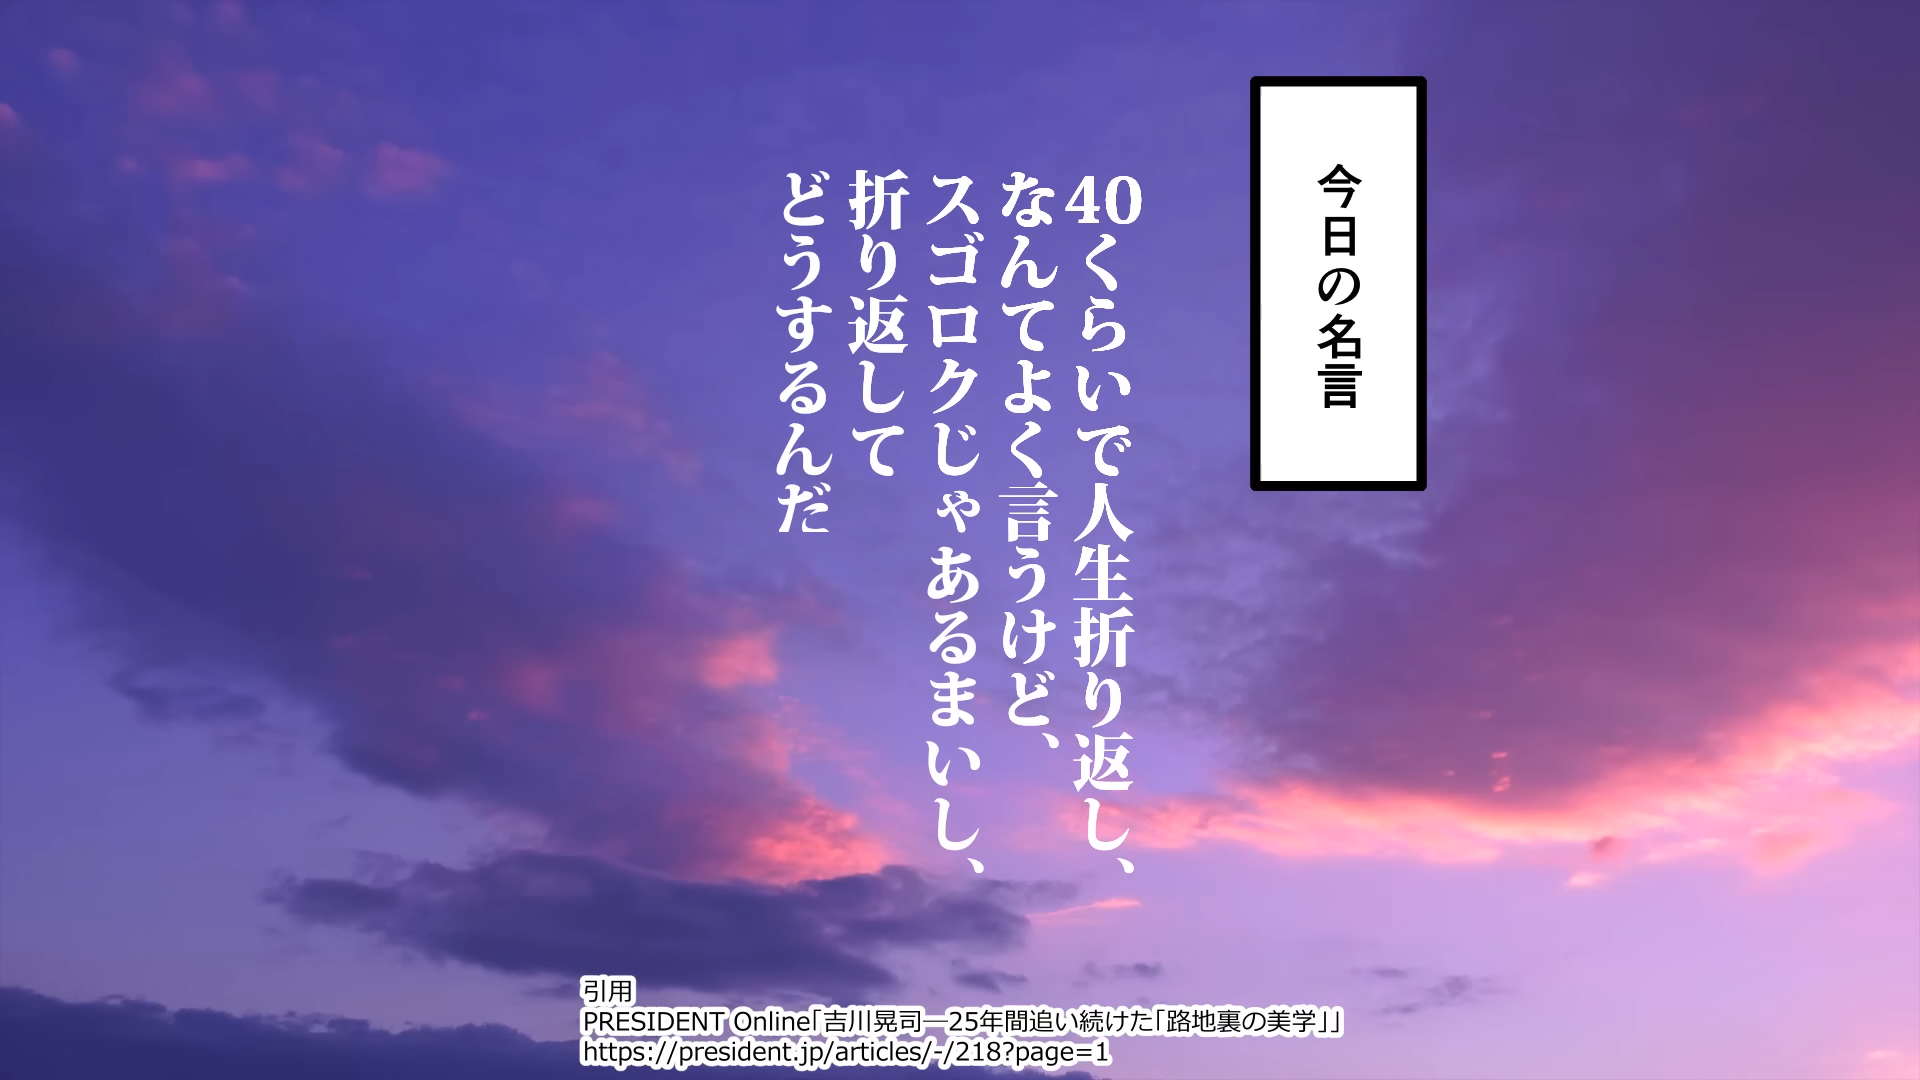 今日の名言
40くらいで人生折り返し、
なんてよく言うけど、
スゴロクじゃあるまいし、
折り返して
どうするんだ
引用
PRESIDENT Online「吉川晃司―25年間追い続けた「路地裏の美学」」
https://president.jp/articles/-/218?page=1